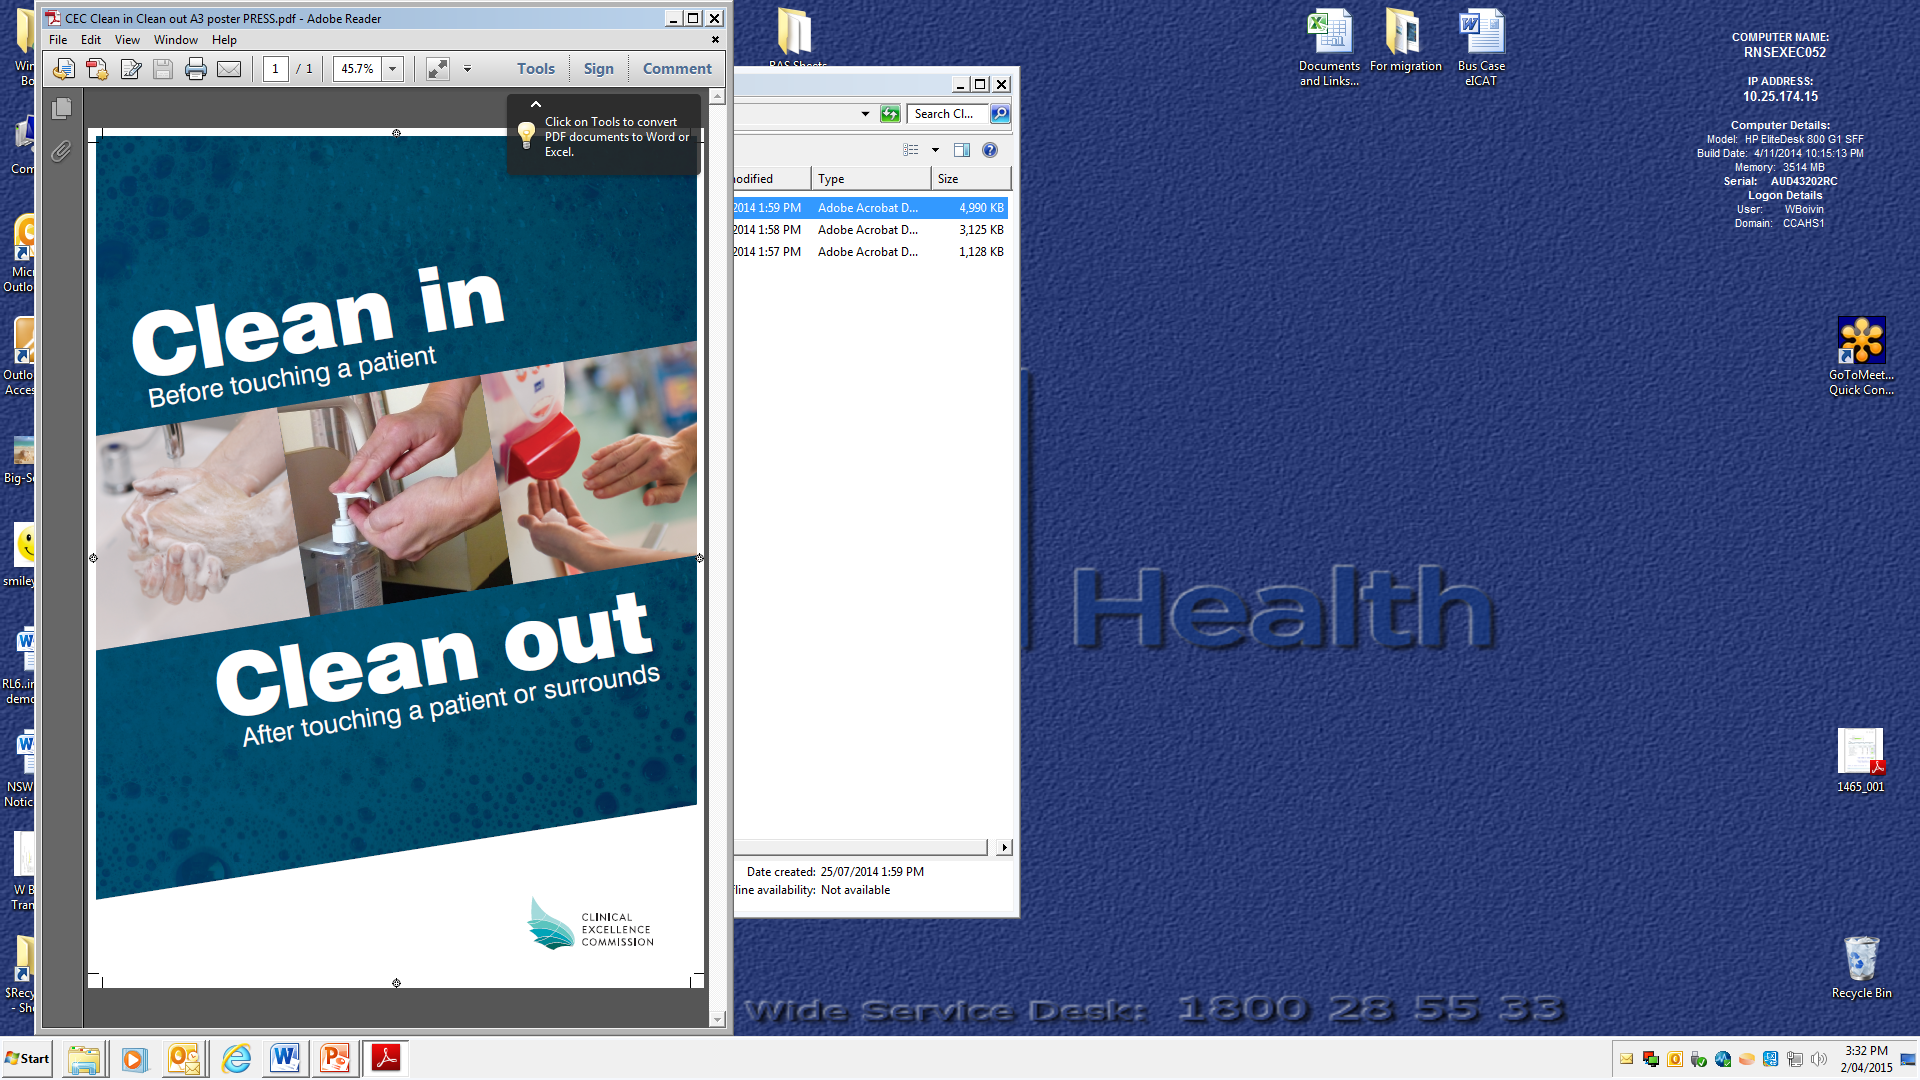 CEC Clean in Clean out A3 poster PRESS.pdf - Adobe Reader
File Edit View Window Help
1 / 1 45.7% Tools Sign Comment
Click on Tools to convert
PDF documents to Word or
Excel.
Clean in
Before touching a patient
Clean out
After touching a patient or surrounds
CLINICAL
EXCELLENCE
COMMISSION
Search Cl...
Type Size
2014 1:59 PM Adobe Acrobat D... 4,990 KB
2014 1:58 PM Adobe Acrobat D... 3,125 KB
2014 1:57 PM Adobe Acrobat D... 1,128 KB
Date created: 25/07/2014 1:59 PM
availability: Not available
Documents
and Links...
For migration
Bus Case
eICAT
COMPUTER NAME:
RNSEXEC052
IP ADDRESS:
10.25.174.15
Computer Details:
Model: HP EliteDesk 800 G1 SFF
Build Date: 4/11/2014 10:15:13 PM
Memory: 3514 MB
Serial: AUD43202RC
Logon Details
User: WBoivin
Domain: CCAHS1
GoToMeet...
Quick Con...
Health
1465_001
Recycle Bin
Wide Service Desk: 1800 28 55 33
smiley
RL6..in
demo
NSW
Notic
Start
3:32 PM
2/04/2015